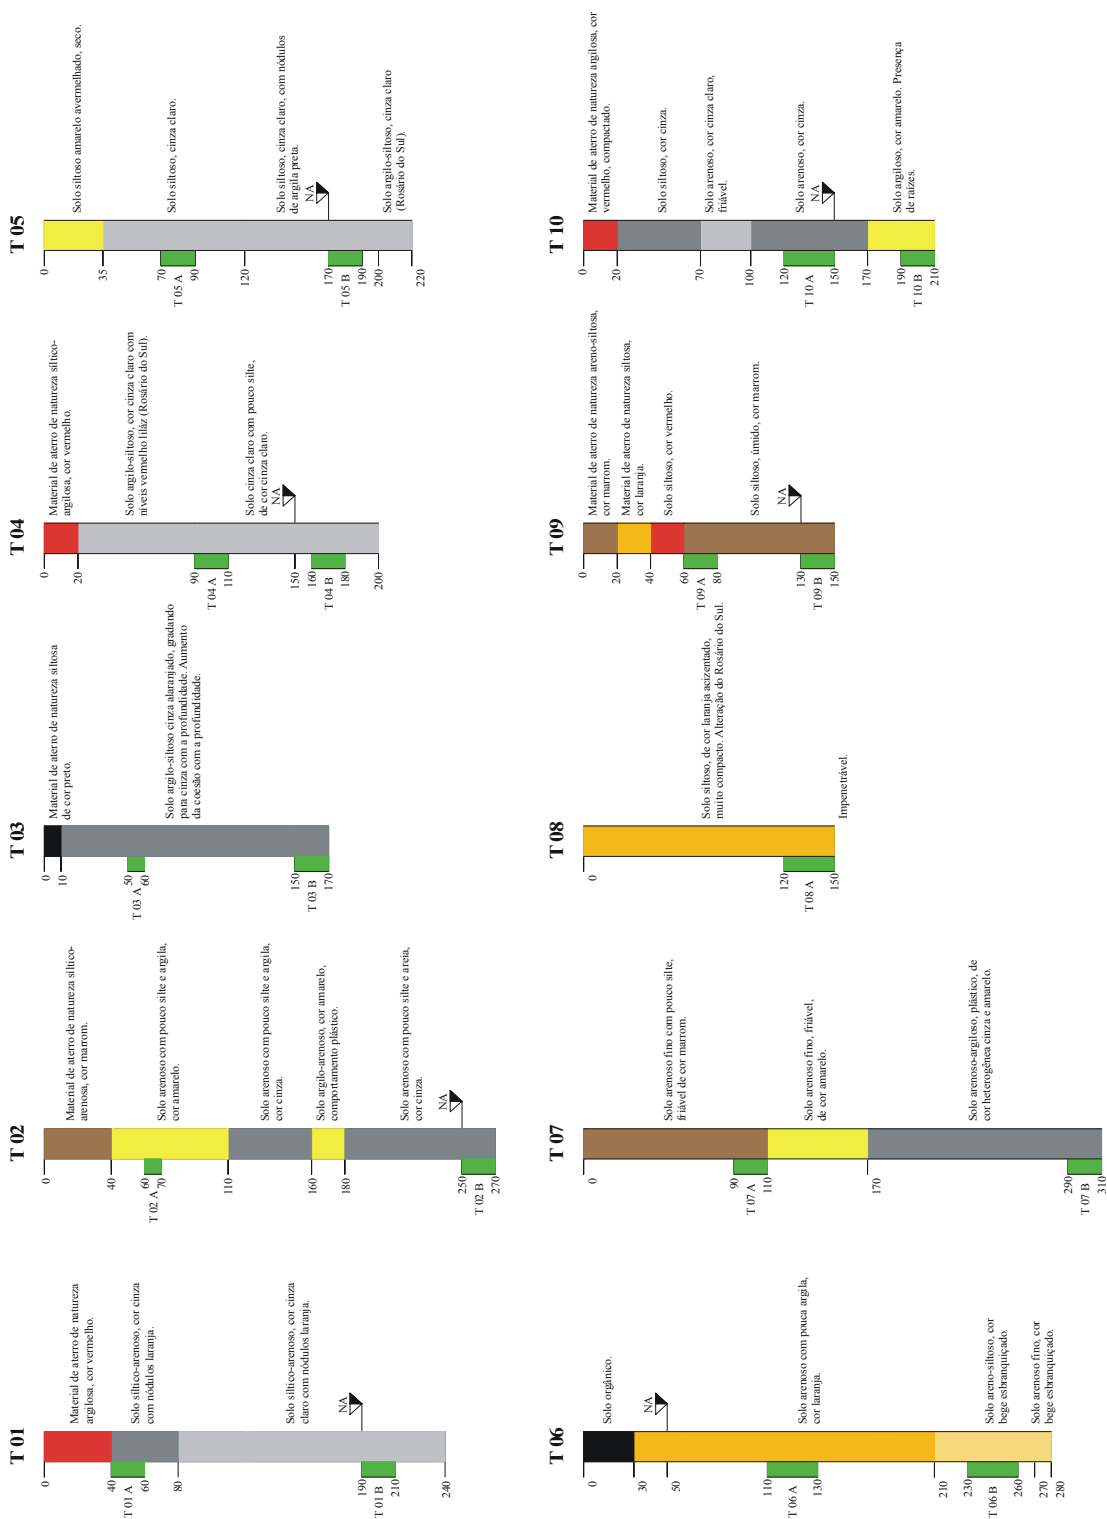 T 01
0
40
60
80
190
210
240
T 01 A
T 01 B
Material de aterro de natureza
argilosa, cor vermelho.
Solo síltico-arenoso, cor cinza
com nódulos laranja.
Solo síltico-arenoso, cor cinza
claro com nódulos laranja.
NA
T 02
0
40
60
70
110
160
180
250
270
T 02 A
T 02 B
Material de aterro de natureza síltico-
arenosa, cor marrom.
Solo arenoso com pouco silte e argila,
cor amarelo.
Solo arenoso com pouco silte e argila,
cor cinza.
Solo argilo-arenoso, cor amarelo,
comportamento plástico.
Solo arenoso com pouco silte e areia,
cor cinza.
NA
T 03
0
10
50
60
150
170
T 03 A
T 03 B
Material de aterro de natureza siltosa
de cor preto.
Solo argilo-siltoso cinza alaranjado, gradando
para cinza com a profundidade. Aumento
da coesão com a profundidade.
T 04
0
20
90
110
150
160
180
200
T 04 A
T 04 B
Material de aterro de natureza síltico-
argilosa, cor vermelho.
Solo argilo-siltoso, cor cinza claro com
níveis vermelho liláz (Rosário do Sul).
Solo cinza claro com pouco silte,
de cor cinza claro.
NA
T 05
0
35
70
90
120
170
190
200
220
T 05 A
T 05 B
Solo siltoso amarelo avermelhado, seco.
Solo siltoso, cinza claro.
Solo siltoso, cinza claro, com nódulos
de argila preta.
NA
Solo argilo-siltoso, cinza claro
(Rosário do Sul).
T 06
0
30
50
110
130
210
230
260
270
280
T 06 A
T 06 B
Solo orgânico.
NA
Solo arenoso com pouca argila,
cor laranja.
Solo areno-siltoso, cor
bege esbranquiçado.
Solo arenoso fino, cor
bege esbranquiçado.
T 07
0
90
110
170
290
310
T 07 A
T 07 B
Solo arenoso fino com pouco silte,
friável de cor marrom.
Solo arenoso fino, friável,
de cor amarelo.
Solo arenoso-argiloso, plástico, de
cor heterogênea cinza e amarelo.
T 08
0
120
150
T 08 A
Solo siltoso, de cor laranja acizentado,
muito compacto. Alteração do Rosário do Sul.
Impenetrável.
T 09
0
20
40
60
80
130
150
T 09 A
T 09 B
Material de aterro de natureza areno-siltosa,
cor marrom.
Material de aterro de natureza siltosa,
cor laranja.
Solo siltoso, cor vermelho.
Solo siltoso, úmido, cor marrom.
NA
T 10
0
20
70
100
120
150
170
190
210
T 10 A
T 10 B
Material de aterro de natureza argilosa, cor
vermelho, compactado.
Solo siltoso, cor cinza.
Solo arenoso, cor cinza claro,
friável.
Solo arenoso, cor cinza.
NA
Solo argiloso, cor amarelo. Presença
de raízes.